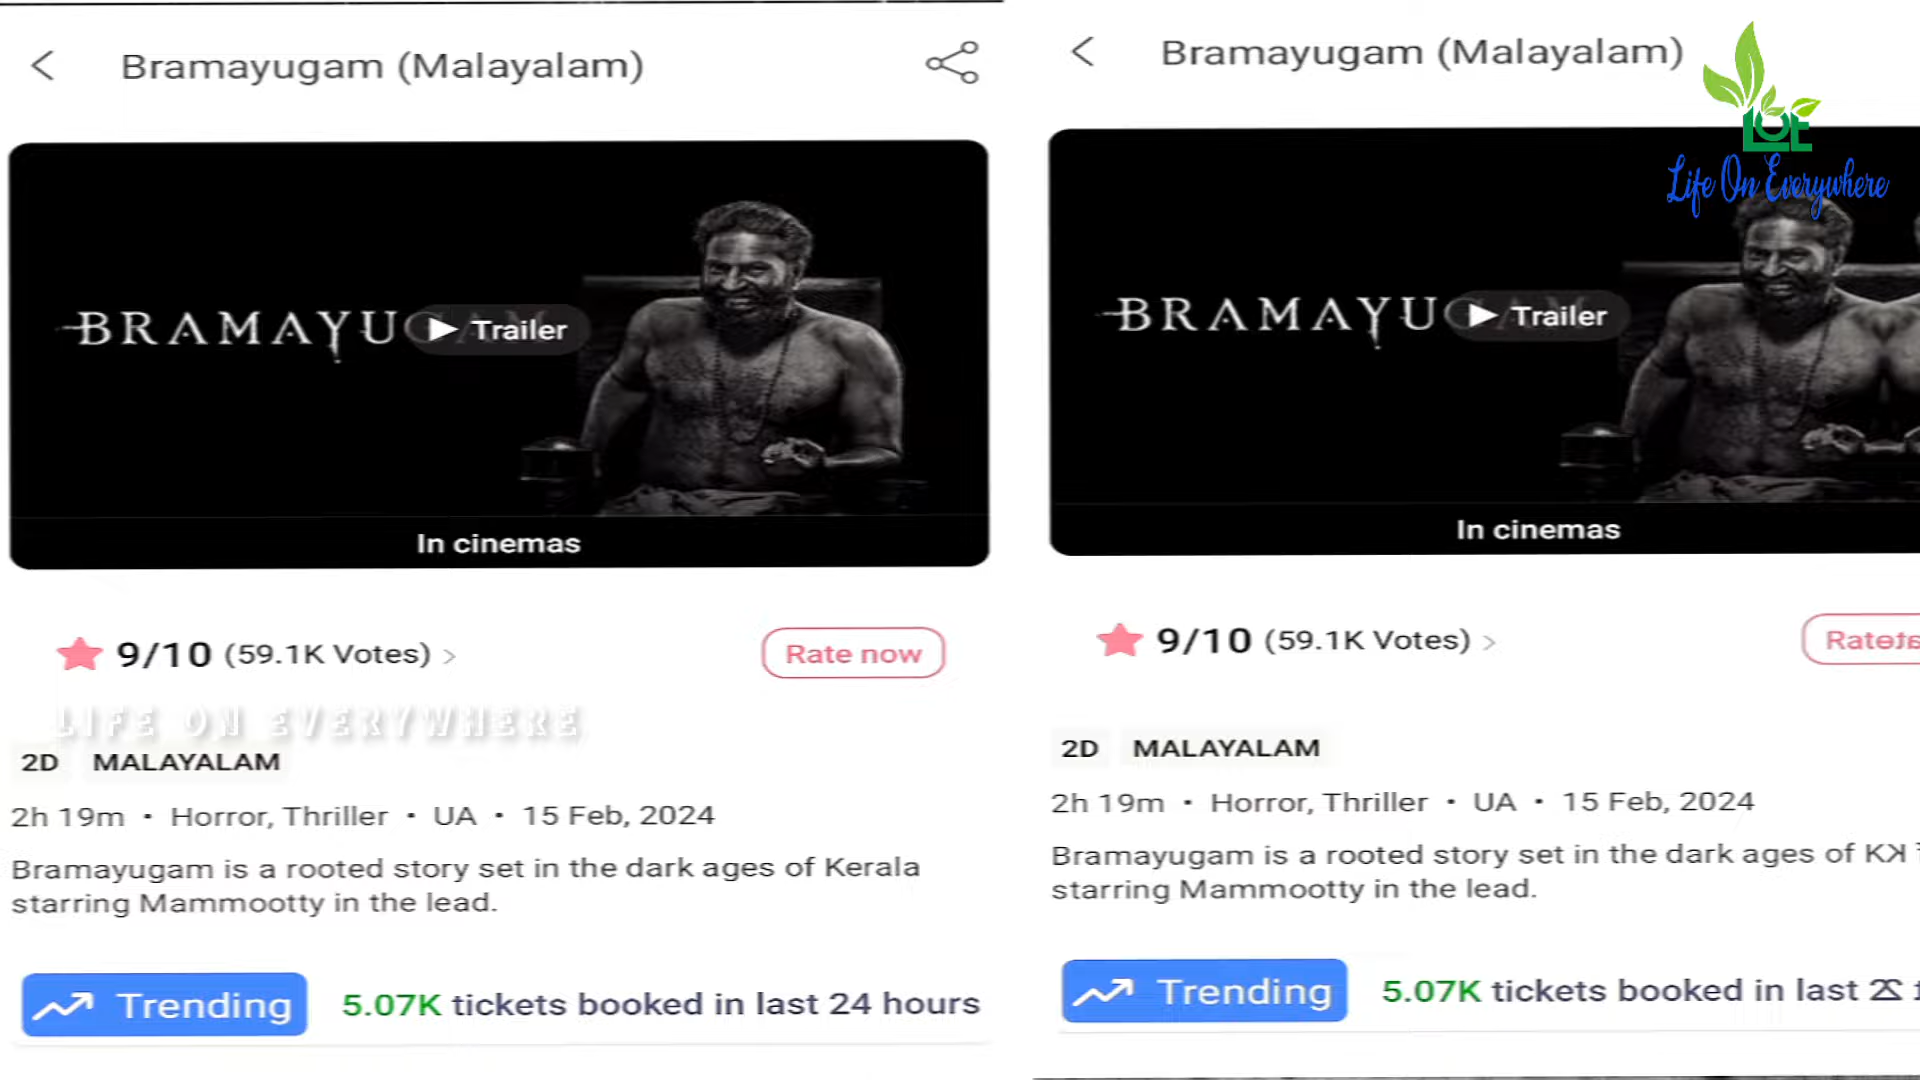 Bramayugam (Malayalam)
BRAMAYUGAM
Trailer
In cinemas
9/10 (59.1K Votes)
Rate now
LIFE ON EVERYWHERE
2D MALAYALAM
2h 19m • Horror, Thriller • UA • 15 Feb, 2024
Bramayugam is a rooted story set in the dark ages of Kerala
starring Mammootty in the lead.
Trending 5.07K tickets booked in last 24 hours
Bramayugam (Malayalam)
LOE
Life On Everywhere
BRAMAYUGAM
Trailer
In cinemas
9/10 (59.1K Votes)
Rate
2D MALAYALAM
2h 19m • Horror, Thriller • UA • 15 Feb, 2024
Bramayugam is a rooted story set in the dark ages of
starring Mammootty in the lead.
Trending 5.07K tickets booked in last